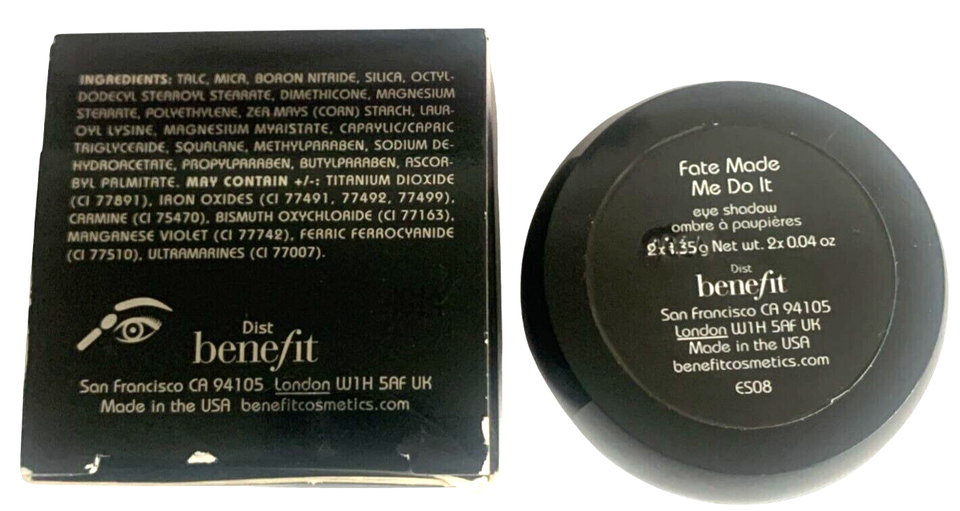 INGREDIENTS: TALC, MICA, BORON NITRIDE, SILICA, OCTYL-
DODECYL STEAROYL STEARATE, DIMETHICONE, MAGNESIUM
STEARATE, POLYETHYLENE, ZEA MAYS (CORN) STARCH, LAUR-
OYL LYSINE, MAGNESIUM MYRISTATE, CAPRYLIC/CAPRIC
TRIGLYCERIDE, SQUALANE, METHYLPARABEN, SODIUM DE-
HYDROACETATE, PROPYLPARABEN, BUTYLPARABEN, ASCOR-
BYL PALMITATE. MAY CONTAIN +/-: TITANIUM DIOXIDE
(CI 77891), IRON OXIDES (CI 77491, 77492, 77499),
CARMINE (CI 75470), BISMUTH OXYCHLORIDE (CI 77163),
MANGANESE VIOLET (CI 77742), FERRIC FERROCYANIDE
(CI 77510), ULTRAMARINES (CI 77007).
Dist
benefit
San Francisco CA 94105 London W1H 5AF UK
Made in the USA benefitcosmetics.com
Fate Made
Me Do It
eye shadow
ombre à paupières
2x1.35g Net wt. 2x0.04 oz
Dist
benefit
San Francisco CA 94105
London W1H 5AF UK
Made in the USA
benefitcosmetics.com
ES08